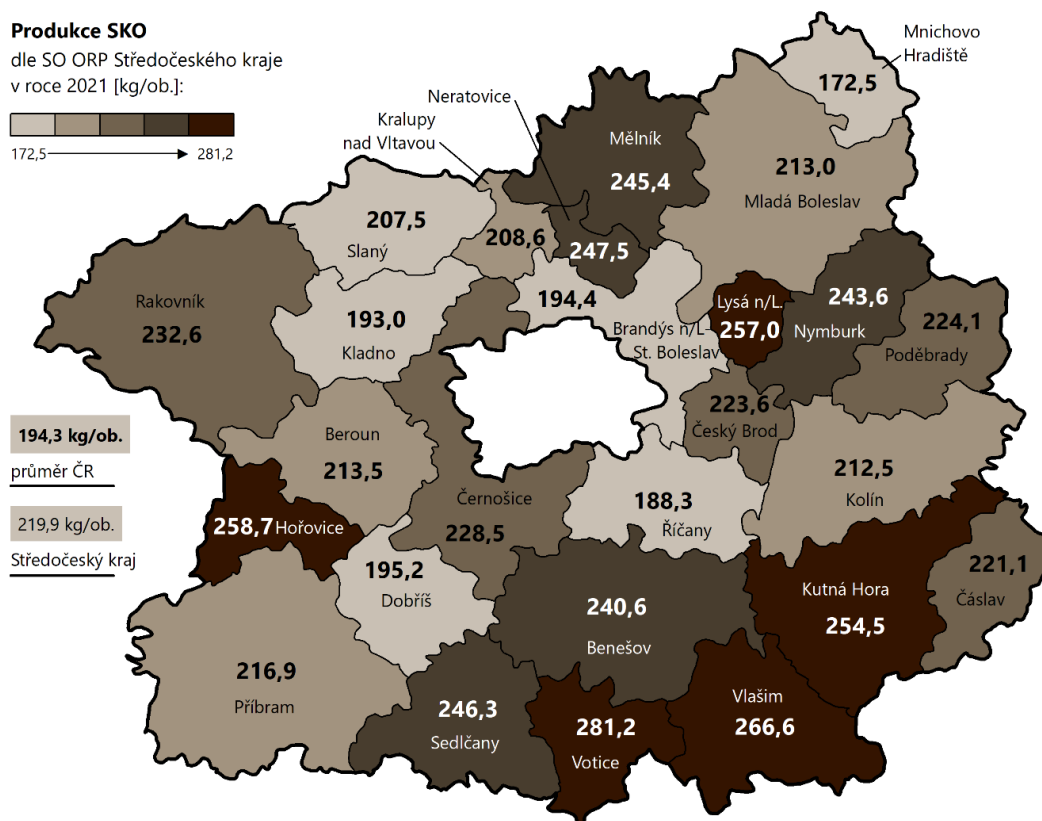 Produkce SKO
dle SO ORP Středočeského kraje
v roce 2021 [kg/ob.]:
172,5
281,2
Mnichovo
Hradiště
172,5
Neratovice
Kralupy
nad Vltavou
Mělník
245,4
213,0
Mladá Boleslav
207,5
Slaný
208,6
247,5
Rakovník
232,6
193,0
Kladno
194,4
Brandýs n/L-
St. Boleslav
Lysá n/L.
257,0
243,6
Nymburk
224,1
Poděbrady
223,6
Český Brod
194,3 kg/ob.
průměr ČR
219,9 kg/ob.
Středočeský kraj
Beroun
213,5
Černošice
228,5
188,3
Říčany
212,5
Kolín
258,7 Hořovice
195,2
Dobříš
240,6
Benešov
Kutná Hora
254,5
221,1
Čáslav
216,9
Příbram
246,3
Sedlčany
281,2
Votice
Vlašim
266,6